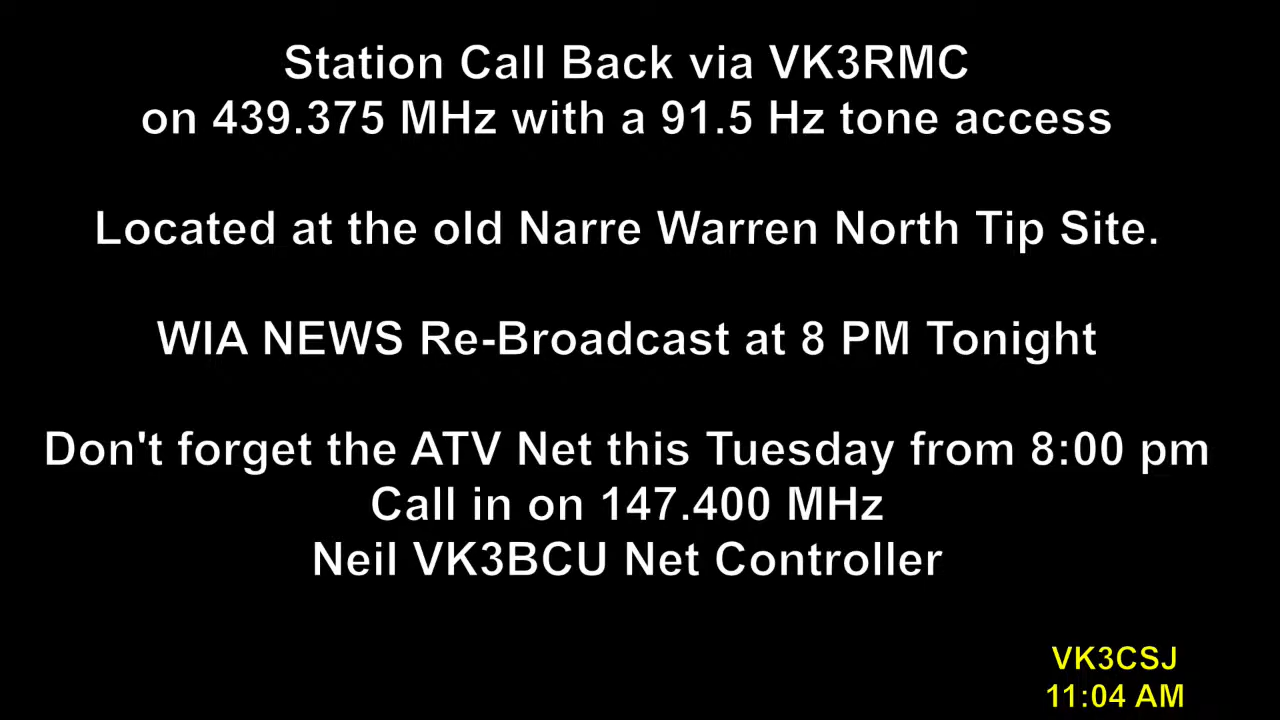 Station Call Back via VK3RMC
on 439.375 MHz with a 91.5 Hz tone access
Located at the old Narre Warren North Tip Site.
WIA NEWS Re-Broadcast at 8 PM Tonight
Don't forget the ATV Net this Tuesday from 8:00 pm
Call in on 147.400 MHz
Neil VK3BCU Net Controller
VK3CSJ
11:04 AM